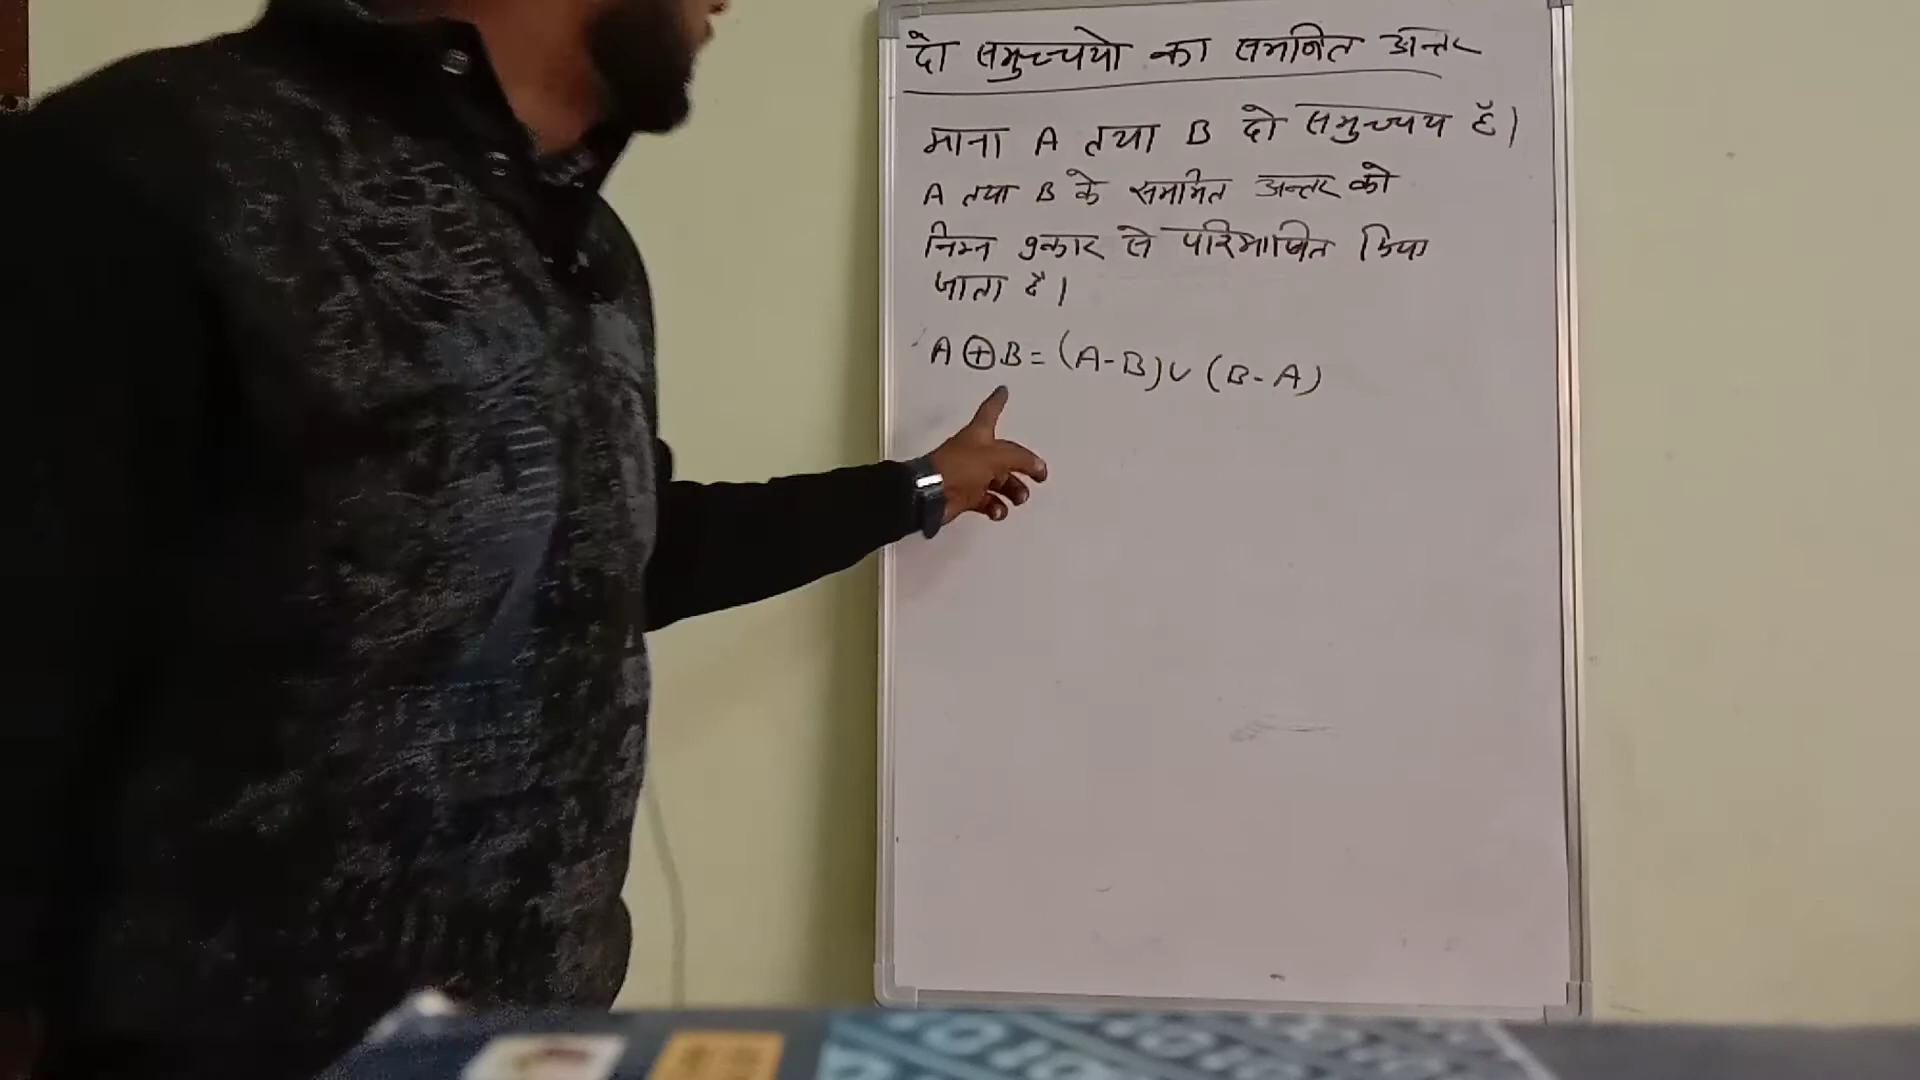 दो समुच्चयो का सममित अन्तर
माना A तथा B दो समुच्चय हैं।
A तथा B के सममित अन्तर को
निम्न प्रकार से परिभाषित किया
जाता है।
A ⊕ B = (A - B) ∪ (B - A)